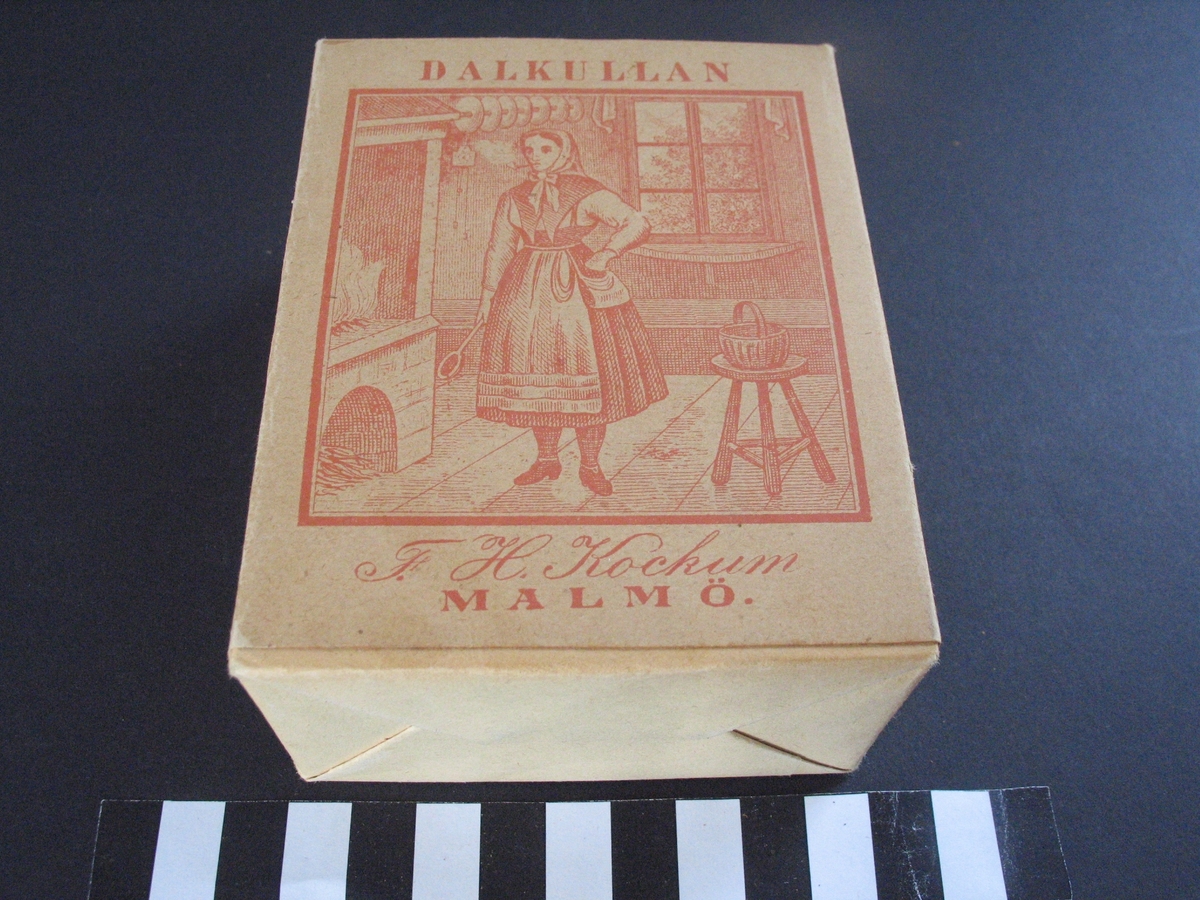 DALKULLAN
F. H. Kockum
MALMÖ.